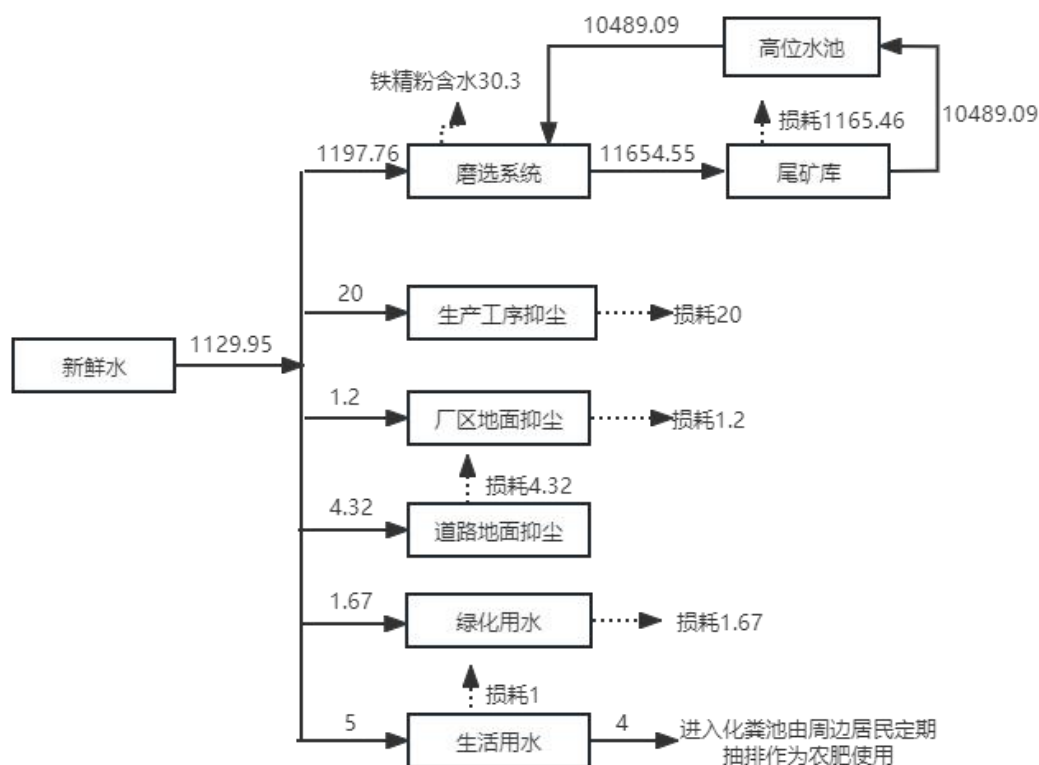 10489.09
高位水池
铁精粉含水30.3
损耗1165.46
10489.09
1197.76
磨选系统
11654.55
尾矿库
20
生产工序抑尘
损耗20
新鲜水
1129.95
1.2
厂区地面抑尘
损耗1.2
损耗4.32
4.32
道路地面抑尘
1.67
绿化用水
损耗1.67
损耗1
5
生活用水
4
进入化粪池由周边居民定期
抽排作为农肥使用